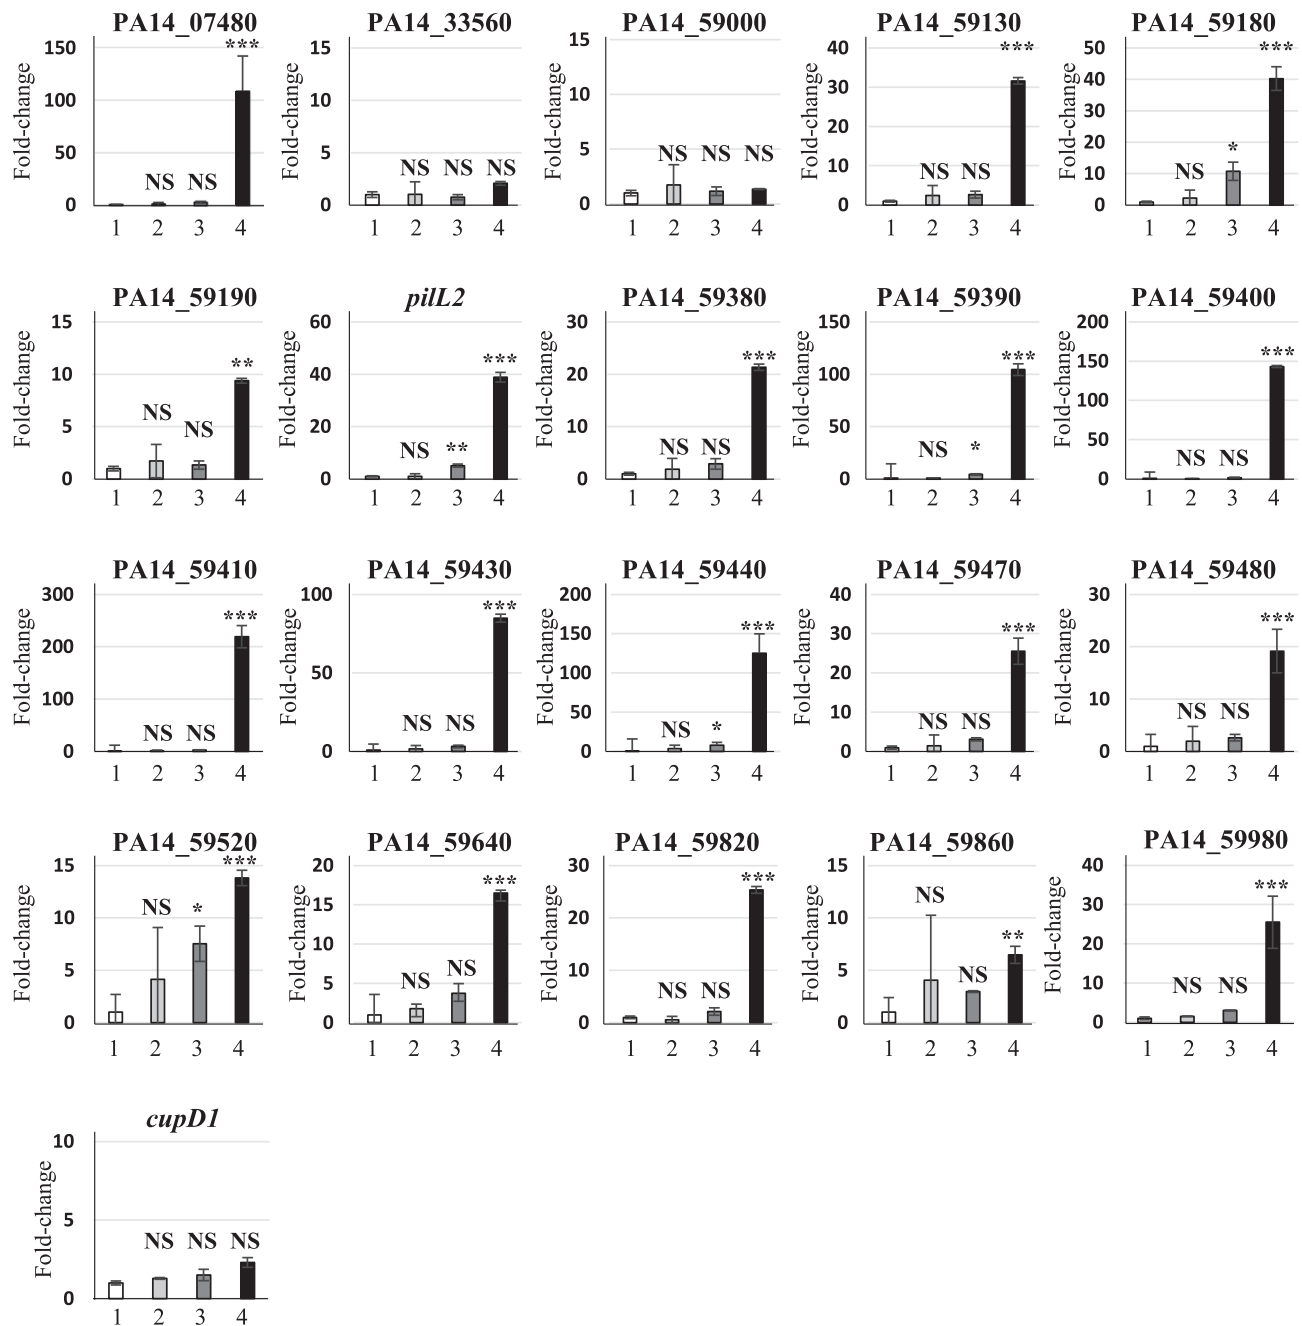 PA14_07480 PA14_33560 PA14_59000 PA14_59130 PA14_59180
Fold-change
150
100
50
0
***
NS NS
1 2 3 4
Fold-change
15
10
5
0
NS NS NS
1 2 3 4
Fold-change
15
10
5
0
NS NS NS
1 2 3 4
Fold-change
40
30
20
10
0
***
NS NS
1 2 3 4
Fold-change
50
40
30
20
10
0
***
*
NS
1 2 3 4
PA14_59190 pilL2 PA14_59380 PA14_59390 PA14_59400
Fold-change
15
10
5
0
**
NS NS
1 2 3 4
Fold-change
60
40
20
0
***
NS **
1 2 3 4
Fold-change
30
20
10
0
***
NS NS
1 2 3 4
Fold-change
150
100
50
0
***
NS *
1 2 3 4
Fold-change
200
150
100
50
0
***
NS NS
1 2 3 4
PA14_59410 PA14_59430 PA14_59440 PA14_59470 PA14_59480
Fold-change
300
200
100
0
***
NS NS
1 2 3 4
Fold-change
100
50
0
***
NS NS
1 2 3 4
Fold-change
200
150
100
50
0
***
NS *
1 2 3 4
Fold-change
40
30
20
10
0
***
NS NS
1 2 3 4
Fold-change
30
20
10
0
***
NS NS
1 2 3 4
PA14_59520 PA14_59640 PA14_59820 PA14_59860 PA14_59980
Fold-change
15
10
5
0
***
NS *
1 2 3 4
Fold-change
20
15
10
5
0
***
NS NS
1 2 3 4
Fold-change
30
20
10
0
***
NS NS
1 2 3 4
Fold-change
15
10
5
0
NS
**
NS
1 2 3 4
Fold-change
40
30
20
10
0
***
NS NS
1 2 3 4
cupD1
Fold-change
10
5
0
NS NS NS
1 2 3 4